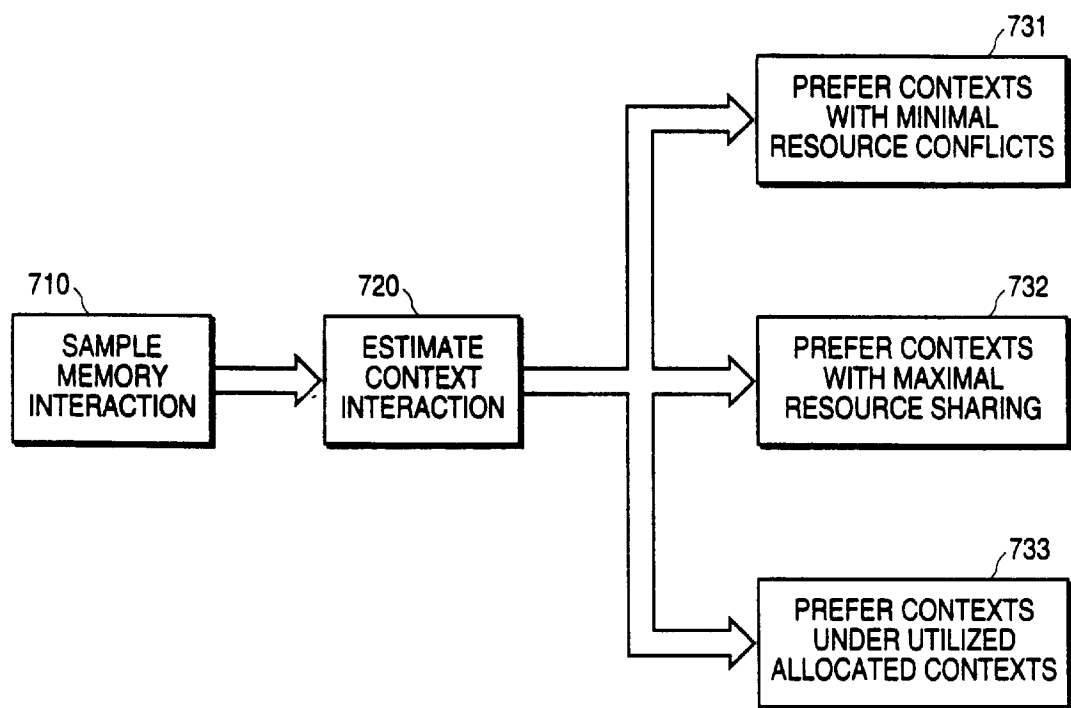 710
SAMPLE
MEMORY
INTERACTION
720
ESTIMATE
CONTEXT
INTERACTION
731
PREFER CONTEXTS
WITH MINIMAL
RESOURCE CONFLICTS
732
PREFER CONTEXTS
WITH MAXIMAL
RESOURCE SHARING
733
PREFER CONTEXTS
UNDER UTILIZED
ALLOCATED CONTEXTS